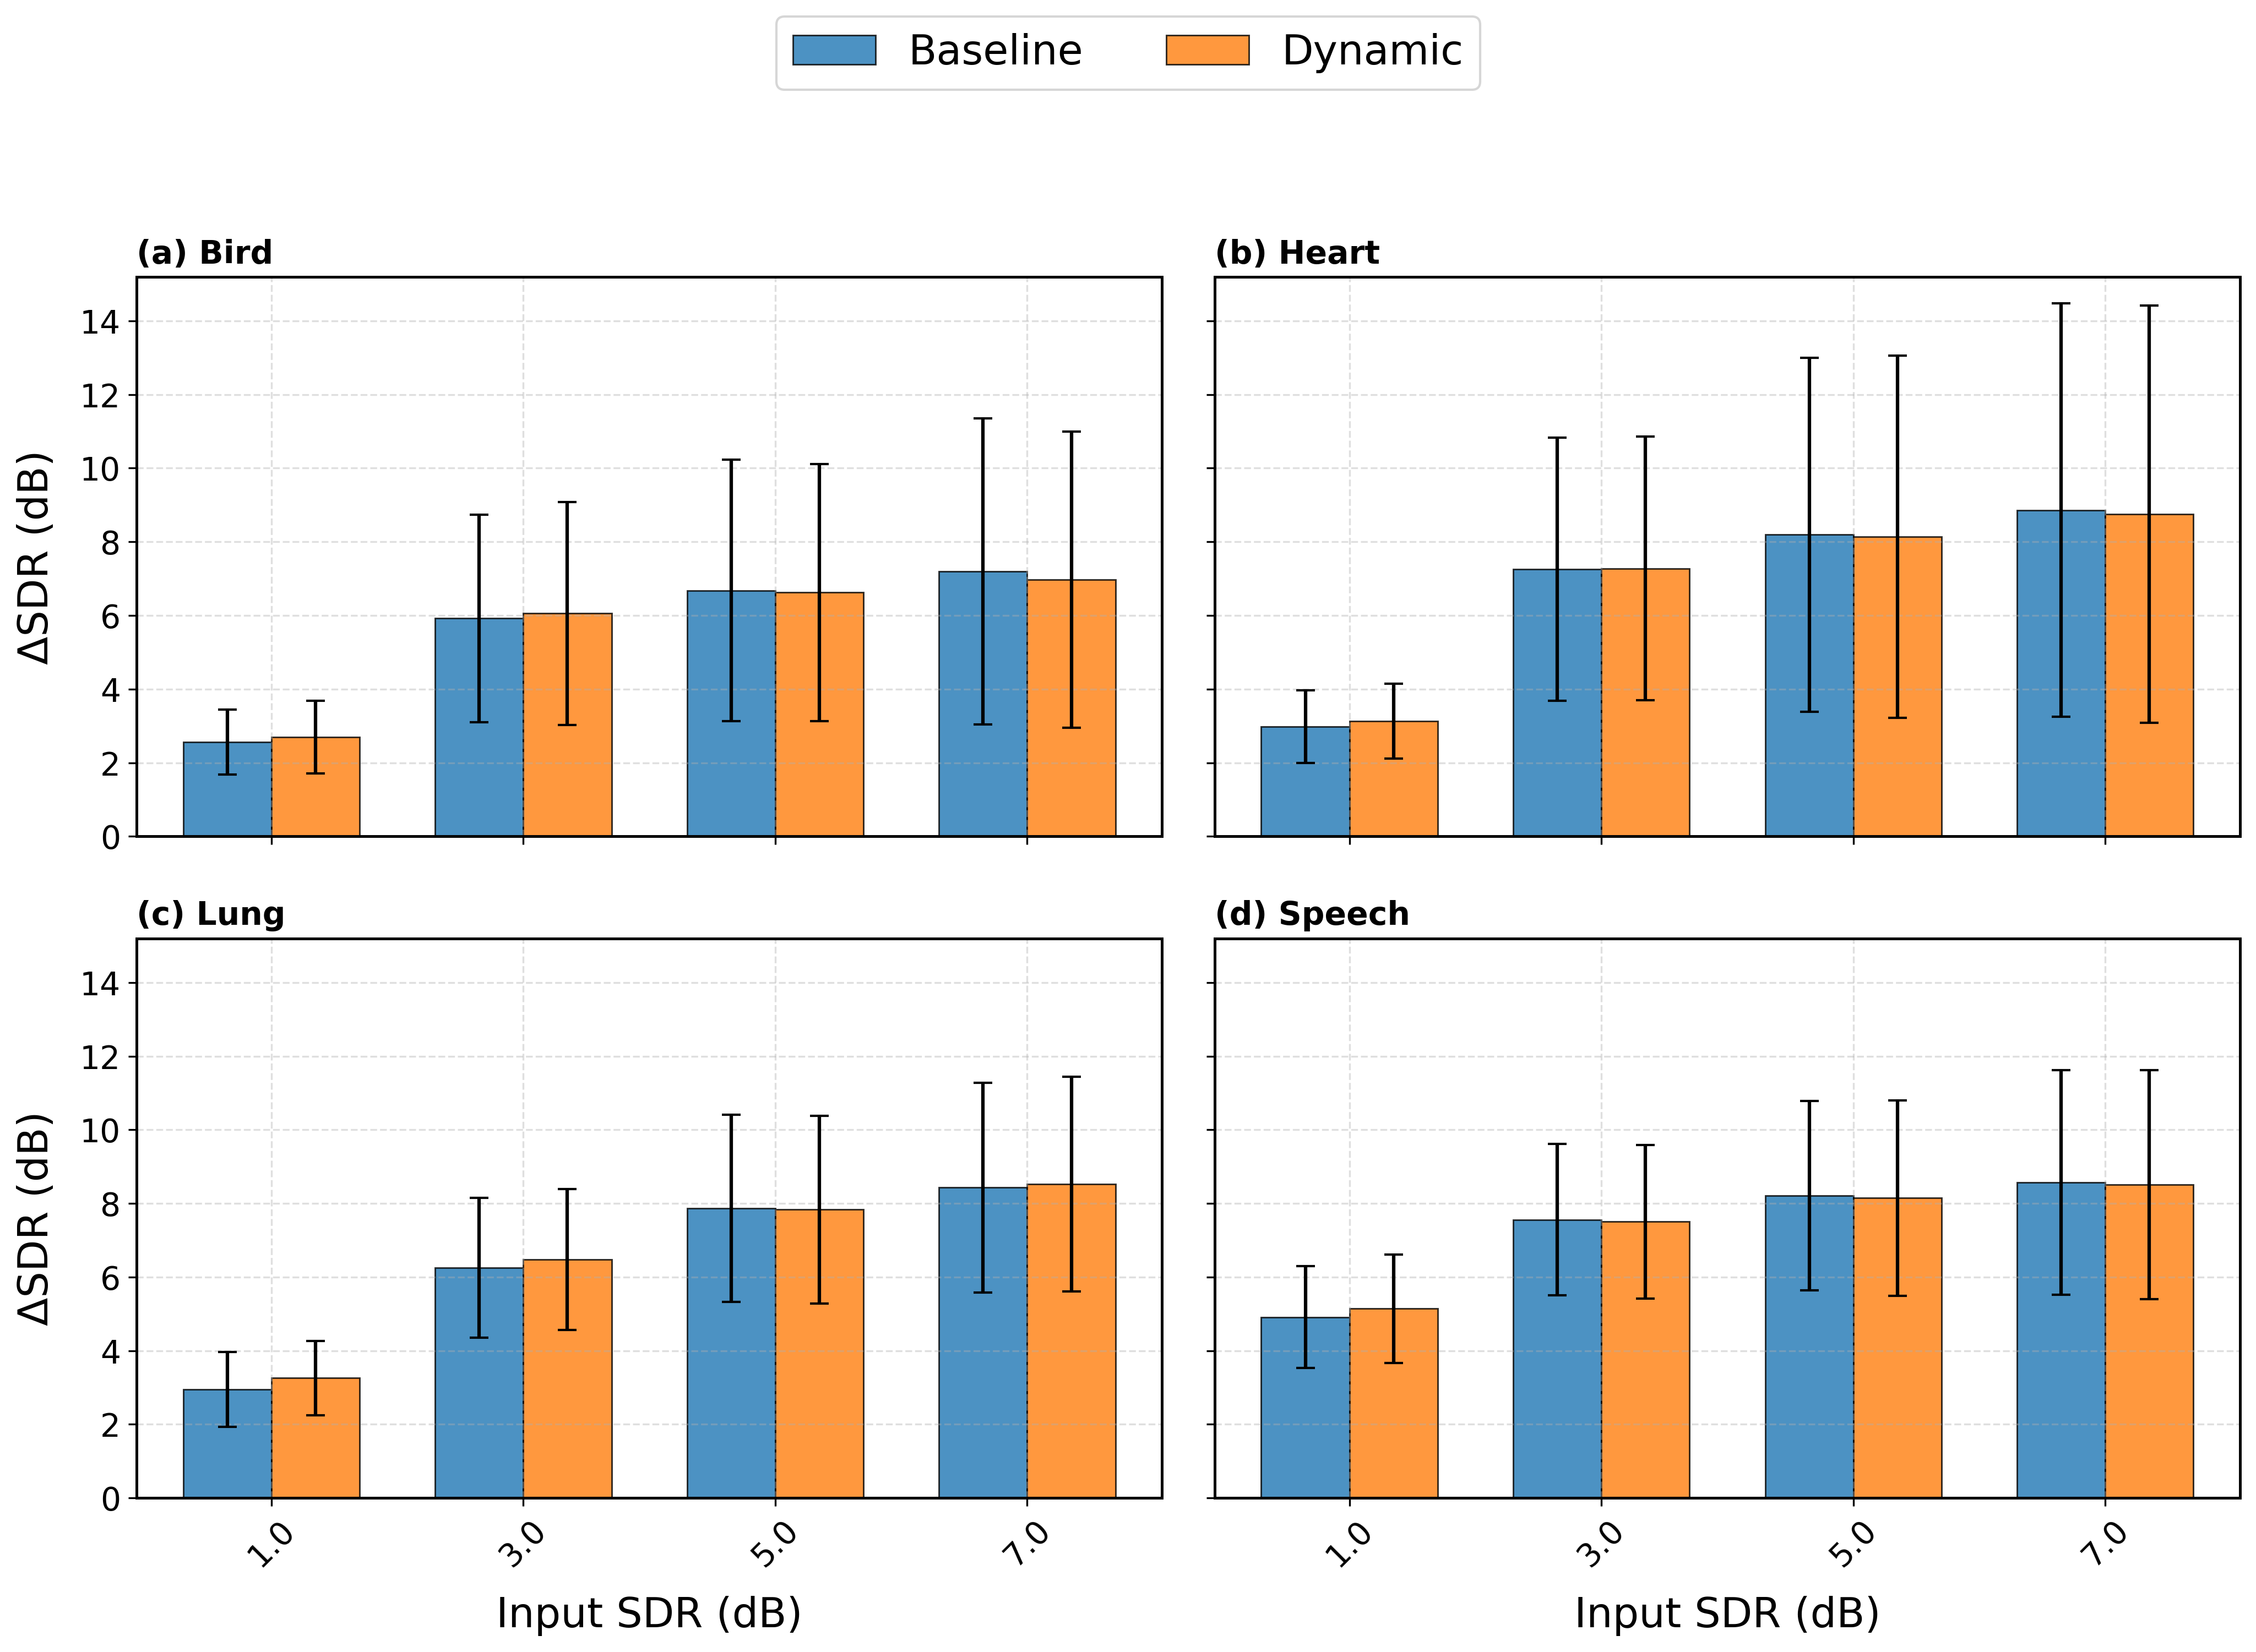 Baseline Dynamic
(a) Bird
14
12
10
8
6
4
2
0
ΔSDR (dB)
(b) Heart
(c) Lung
14
12
10
8
6
4
2
0
ΔSDR (dB)
1.0 3.0 5.0 7.0
Input SDR (dB)
(d) Speech
1.0 3.0 5.0 7.0
Input SDR (dB)